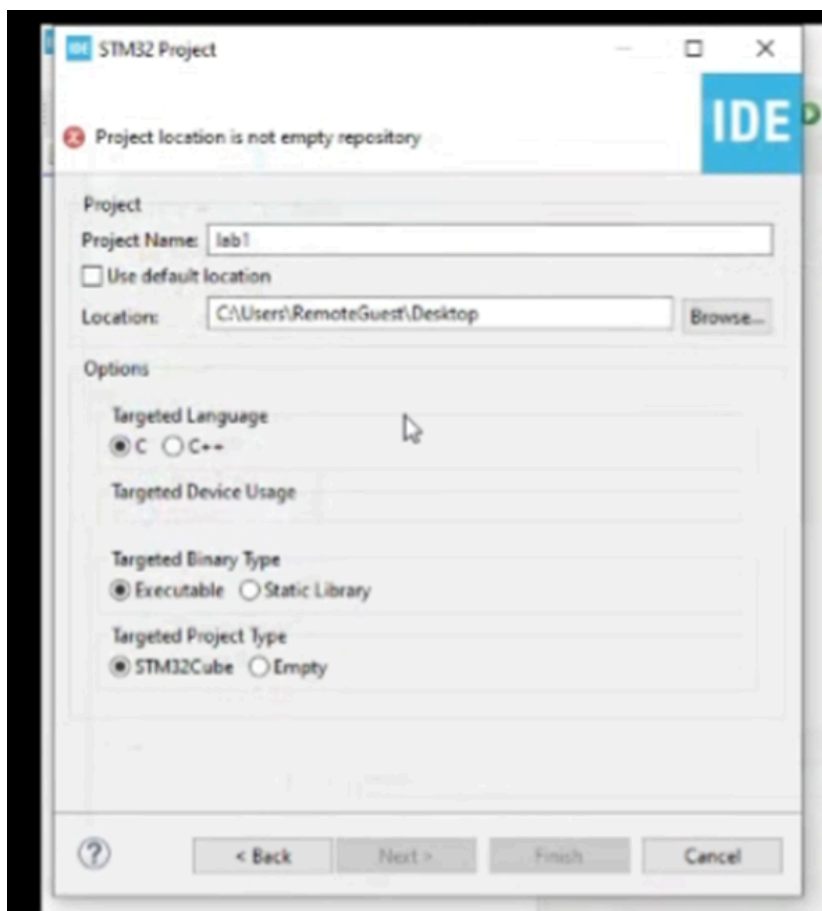 IDE STM32 Project
Project location is not empty repository
IDE
Project
Project Name: lab1
Use default location
Location: C:\Users\RemoteGuest\Desktop Browse...
Options
Targeted Language
C C++
Targeted Device Usage
Targeted Binary Type
Executable Static Library
Targeted Project Type
STM32Cube Empty
? < Back Next > Finish Cancel